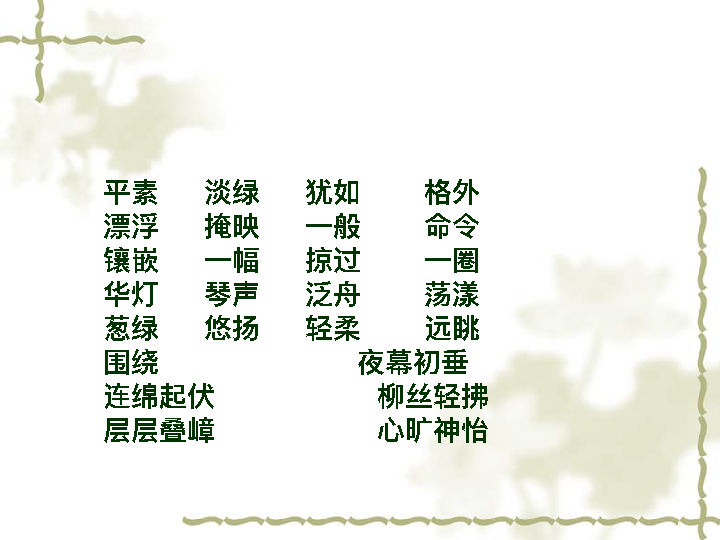 平素 淡绿 犹如 格外
漂浮 掩映 一般 命令
镶嵌 一幅 掠过 一圈
华灯 琴声 泛舟 荡漾
葱绿 悠扬 轻柔 远眺
围绕 夜幕初垂
连绵起伏 柳丝轻拂
层层叠嶂 心旷神怡